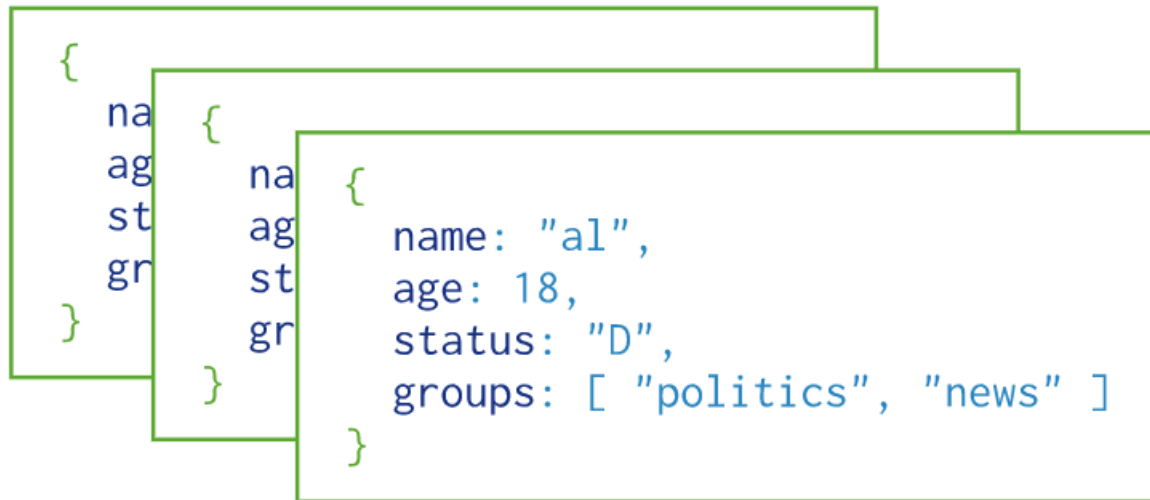 {
na
ag
st
gr
}
{
na
ag
st
gr
}
{
name: "al",
age: 18,
status: "D",
groups: [ "politics", "news" ]
}